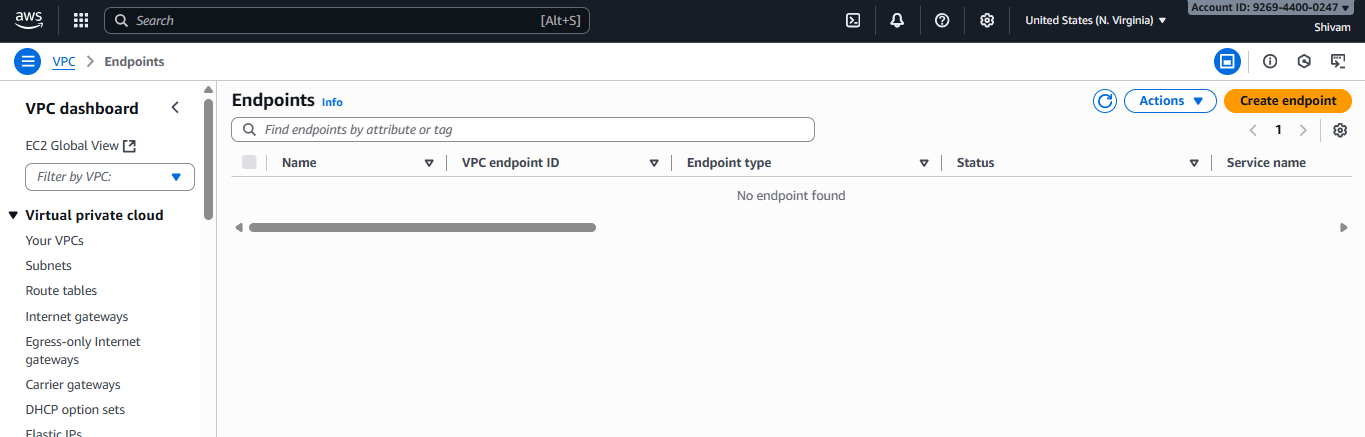 aws
Search
[Alt+S]
United States (N. Virginia)
Account ID: 9269-4400-0247
Shivam
VPC
Endpoints
VPC dashboard
EC2 Global View
Filter by VPC:
Virtual private cloud
Your VPCs
Subnets
Route tables
Internet gateways
Egress-only Internet
gateways
Carrier gateways
DHCP option sets
Elastic IPs
Endpoints Info
Actions
Create endpoint
Find endpoints by attribute or tag
1
Name
VPC endpoint ID
Endpoint type
Status
Service name
No endpoint found